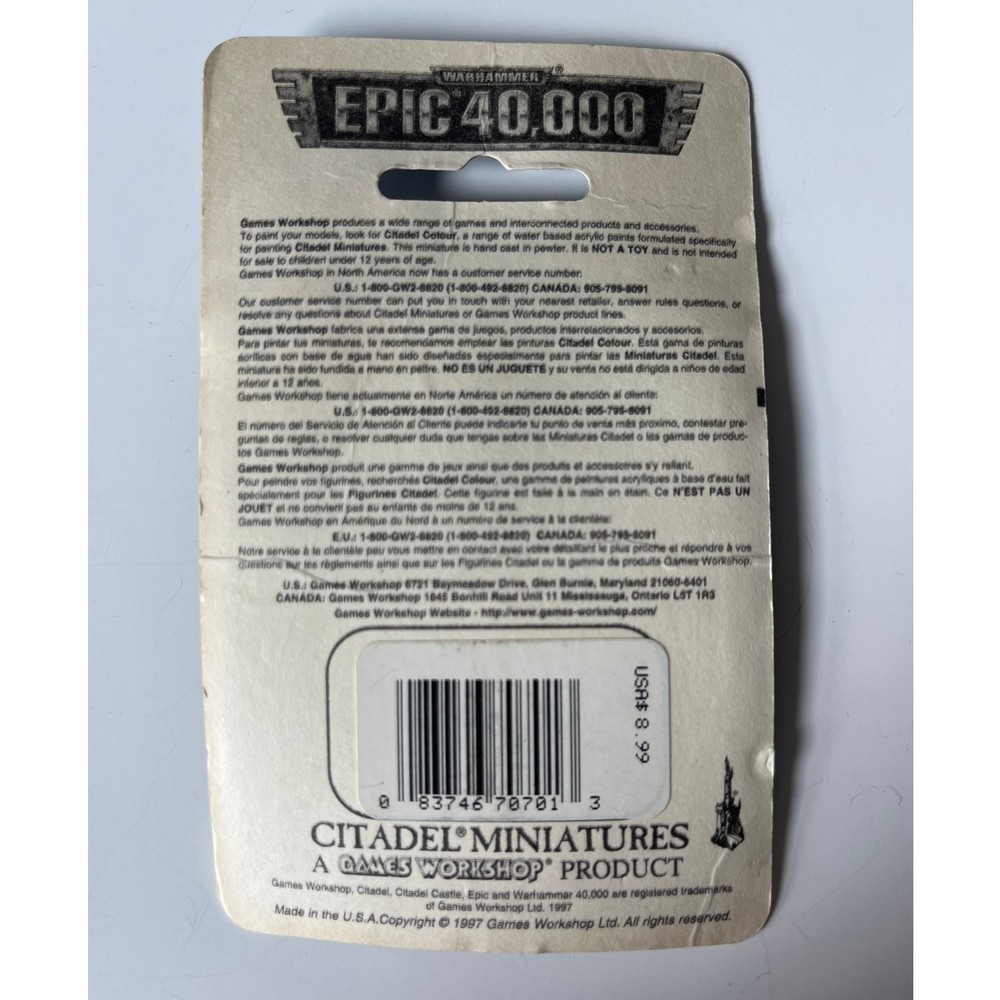 WARHAMMER®
EPIC® 40,000
Games Workshop produces a wide range of games and interconnected products and accessories.
To paint your models, look for Citadel Colour, a range of water based acrylic paints formulated specifically
for painting Citadel Miniatures. This miniature is hand cast in pewter. It is NOT A TOY and is not intended
for sale to children under 12 years of age.
Games Workshop in North America now has a customer service number:
U.S.: 1-800-GW2-6820 (1-800-492-6820) CANADA: 905-795-8091
Our customer service number can put you in touch with your nearest retailer, answer rules questions, or
resolve any questions about Citadel Miniatures or Games Workshop product lines.
Games Workshop fabrica una extensa gama de juegos, productos interrelacionados y accesorios.
Para pintar tus miniaturas, te recomendamos emplear las pinturas Citadel Colour. Esta gama de pinturas
acrílicas con base de agua han sido diseñadas especialmente para pintar las Miniaturas Citadel. Esta
miniatura ha sido fundida a mano en peltre. NO ES UN JUGUETE y su venta no está dirigida a niños de edad
inferior a 12 años.
Games Workshop tiene actualmente en Norte América un número de atención al cliente:
U.S.: 1-800-GW2-6820 (1-800-492-6820) CANADA: 905-795-8091
El número del Servicio de Atención al Cliente puede indicarte tu punto de venta más próximo, contestar pre-
guntas de reglas, o resolver cualquier duda que tengas sobre las Miniaturas Citadel o las gamas de produc-
tos Games Workshop.
Games Workshop produit une gamme de jeux ainsi que des produits et accessoires s'y reliant.
Pour peindre vos figurines, recherchés Citadel Colour, une gamme de peintures acryliques à base d'eau fait
spécialement pour les Figurines Citadel. Cette figurine est faite à la main en étain. Ce N'EST PAS UN
JOUET et ne convient pas au enfants de moins de 12 ans.
Games Workshop en Amérique du Nord à un numéro de service à la clientèle:
E.U.: 1-800-GW2-6820 (1-800-492-6820) CANADA: 905-795-8091
Notre service à la clientèle peu vous mettre en contact avec votre détaillant le plus proche et répondre à vos
questions sur les règlements ainsi que sur les Figurines Citadel ou la gamme de produits Games Workshop.
U.S.: Games Workshop 6721 Baymeadow Drive, Glen Burnie, Maryland 21060-6401
CANADA: Games Workshop 1645 Bonhill Road Unit 11 Mississauga, Ontario L5T 1R3
Games Workshop Website - http://www.games-workshop.com/
USA$ 8.99
0 83746 70701 3
CITADEL® MINIATURES
A GAMES WORKSHOP® PRODUCT
Games Workshop, Citadel, Citadel Castle, Epic and Warhammer 40,000 are registered trademarks
of Games Workshop Ltd. 1997
Made in the U.S.A.Copyright © 1997 Games Workshop Ltd. All rights reserved.